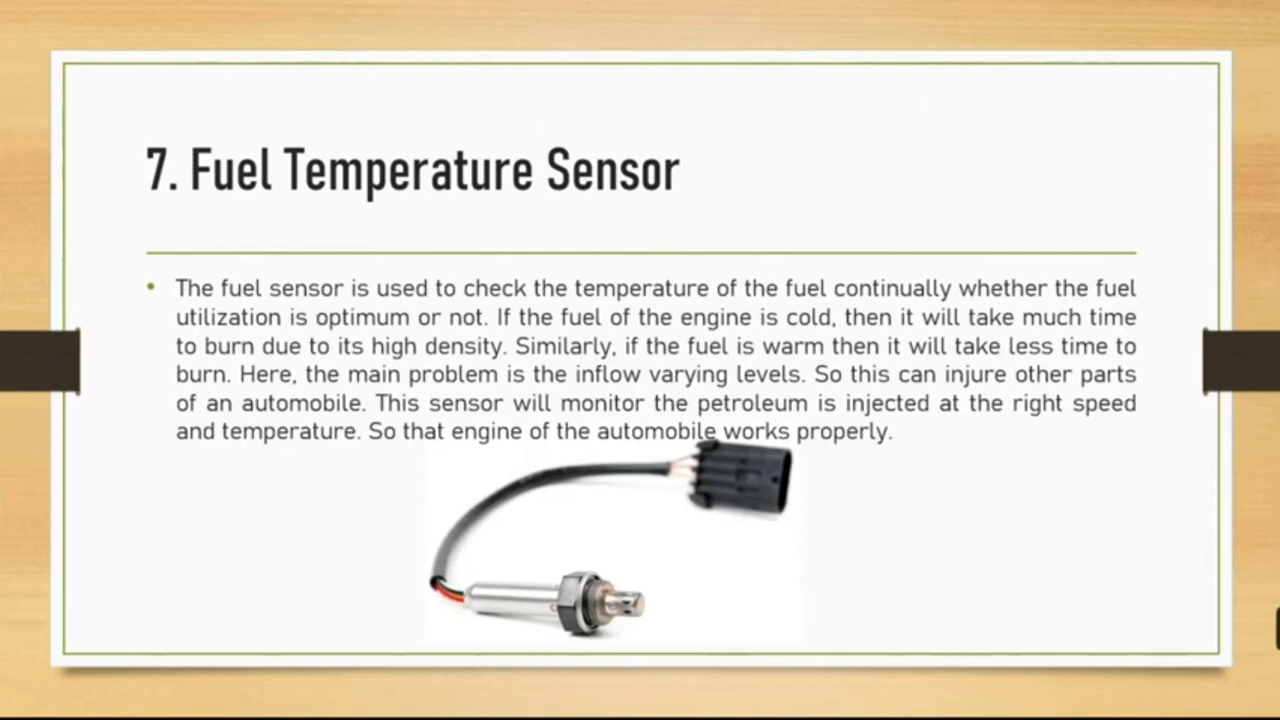 7. Fuel Temperature Sensor
• The fuel sensor is used to check the temperature of the fuel continually whether the fuel
utilization is optimum or not. If the fuel of the engine is cold, then it will take much time
to burn due to its high density. Similarly, if the fuel is warm then it will take less time to
burn. Here, the main problem is the inflow varying levels. So this can injure other parts
of an automobile. This sensor will monitor the petroleum is injected at the right speed
and temperature. So that engine of the automobile works properly.